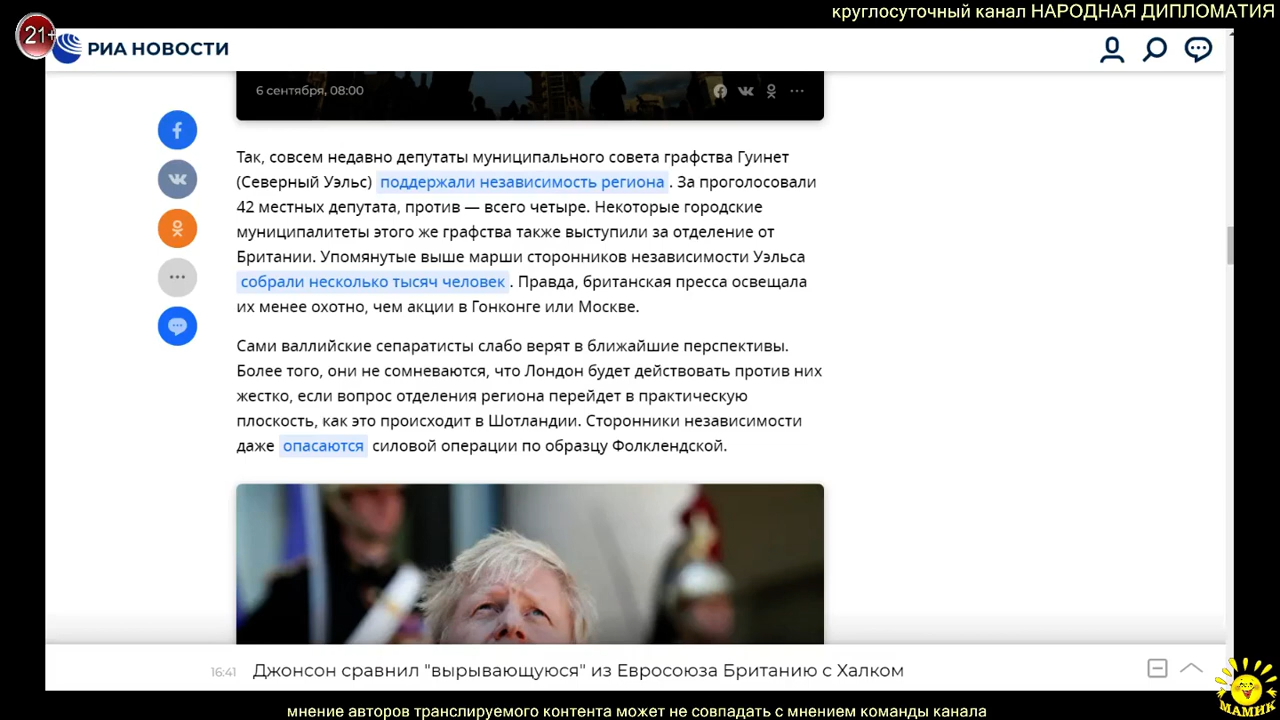 круглосуточный канал НАРОДНАЯ ДИПЛОМАТИЯ
21+
РИА НОВОСТИ
6 сентября, 08:00
Так, совсем недавно депутаты муниципального совета графства Гуинет
(Северный Уэльс) поддержали независимость региона . За проголосовали
42 местных депутата, против — всего четыре. Некоторые городские
муниципалитеты этого же графства также выступили за отделение от
Британии. Упомянутые выше марши сторонников независимости Уэльса
собрали несколько тысяч человек . Правда, британская пресса освещала
их менее охотно, чем акции в Гонконге или Москве.
Сами валлийские сепаратисты слабо верят в ближайшие перспективы.
Более того, они не сомневаются, что Лондон будет действовать против них
жестко, если вопрос отделения региона перейдет в практическую
плоскость, как это происходит в Шотландии. Сторонники независимости
даже опасаются силовой операции по образцу Фолклендской.
16:41 Джонсон сравнил "вырывающуюся" из Евросоюза Британию с Халком
МАМИК
мнение авторов транслируемого контента может не совпадать с мнением команды канала